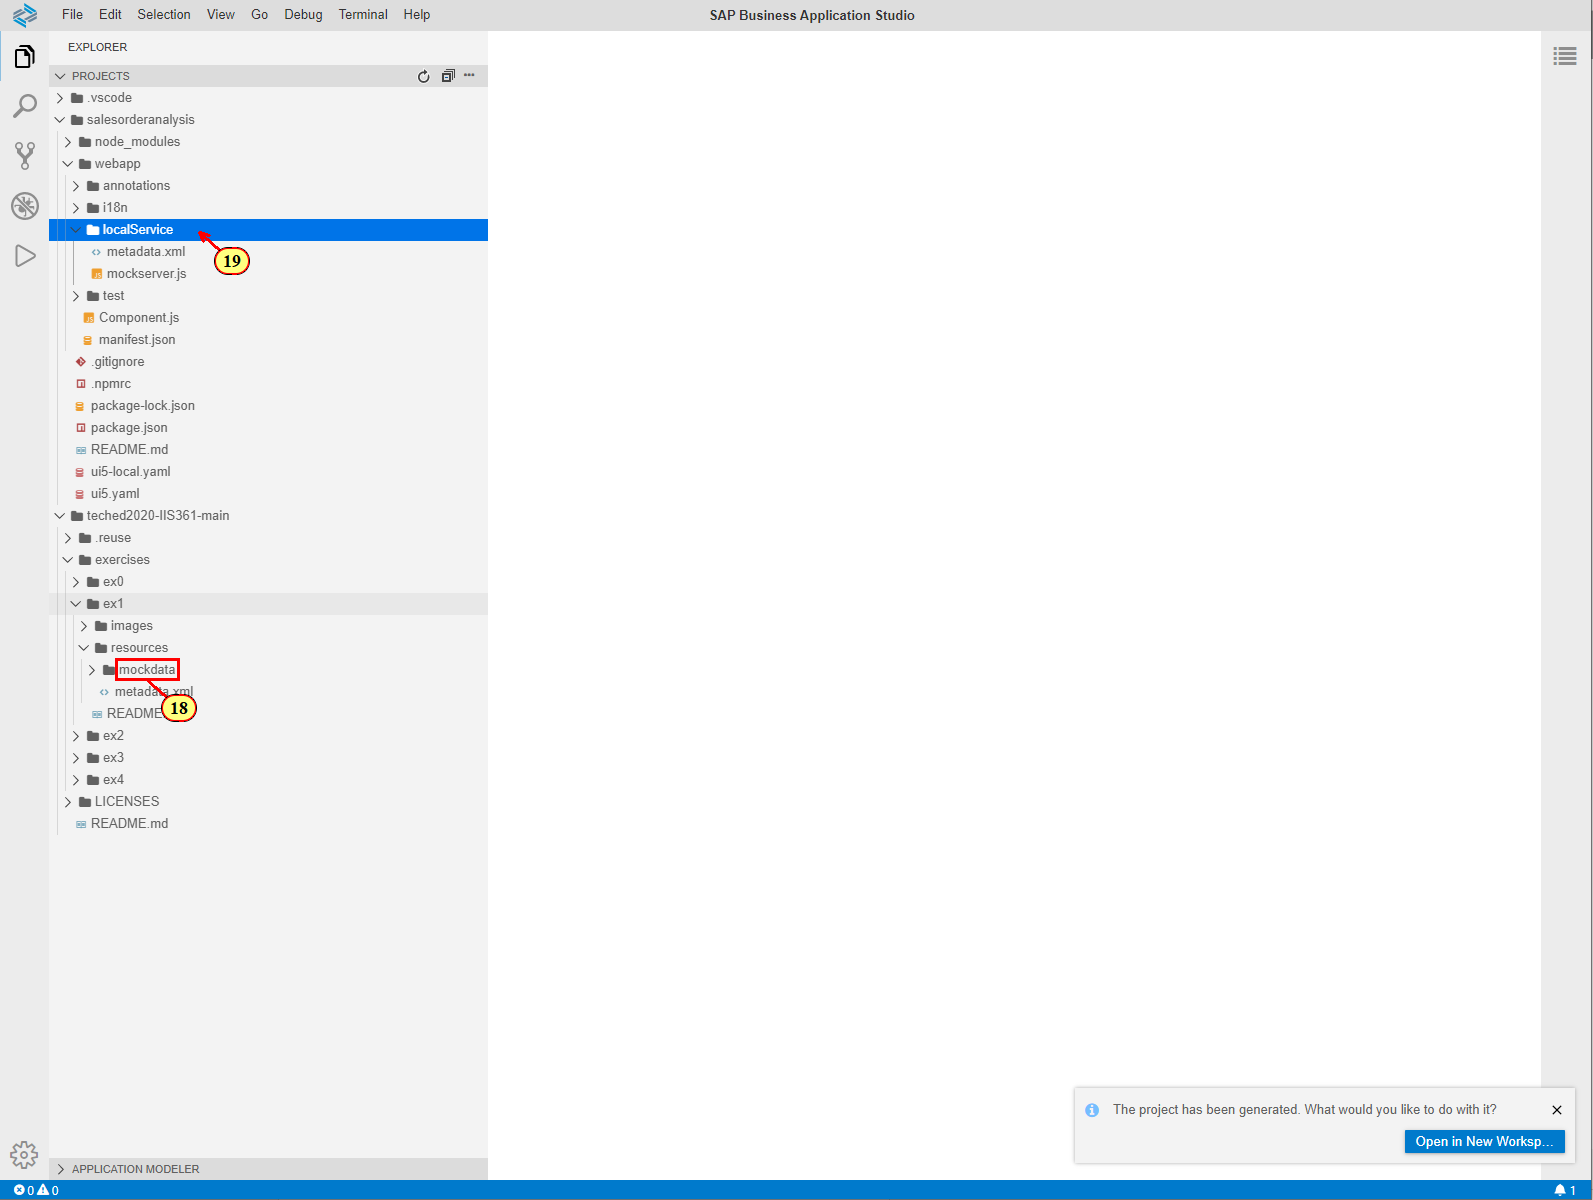 File Edit Selection View Go Debug Terminal Help
SAP Business Application Studio
EXPLORER
PROJECTS
.vscode
salesorderanalysis
node_modules
webapp
annotations
i18n
localService
metadata.xml
19
mockserver.js
test
Component.js
manifest.json
.gitignore
.npmrc
package-lock.json
package.json
README.md
ui5-local.yaml
ui5.yaml
teched2020-IIS361-main
.reuse
exercises
ex0
ex1
images
resources
mockdata
metadata.xml
README
18
ex2
ex3
ex4
LICENSES
README.md
The project has been generated. What would you like to do with it?
Open in New Worksp...
APPLICATION MODELER
0 0
1